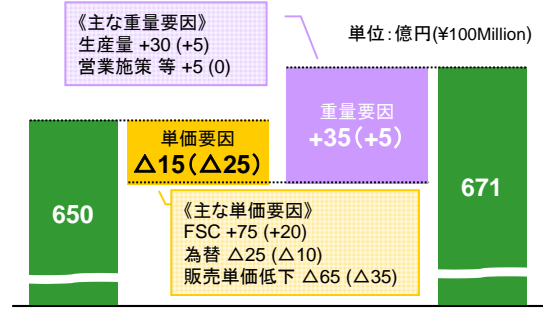 《主な重量要因》
生産量 +30 (+5)
営業施策 等 +5 (0)
単位：億円(¥100Million)
重量要因
+35(+5)
単価要因
△15(△25)
650
671
《主な単価要因》
FSC +75 (+20)
為替 △25 (△10)
販売単価低下 △65 (△35)